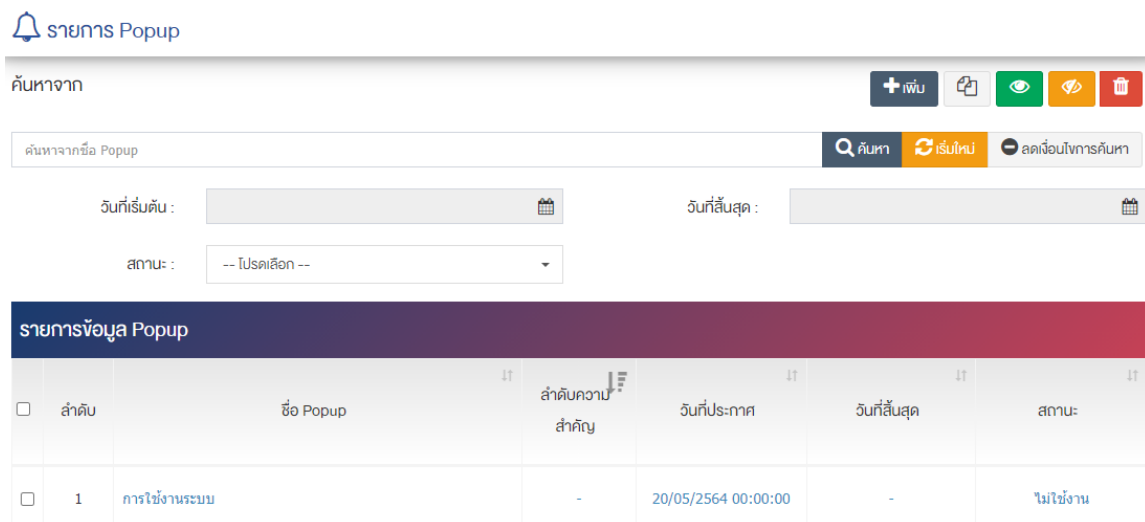 รายการ Popup
ค้นหาจาก
เพิ่ม
ค้นหาจากชื่อ Popup ค้นหา เริ่มใหม่ ลดเงื่อนไขการค้นหา
วันที่เริ่มต้น : วันที่สิ้นสุด :
สถานะ : -- โปรดเลือก --
รายการข้อมูล Popup
ลำดับ ชื่อ Popup ลำดับความ วันที่ประกาศ วันที่สิ้นสุด สถานะ
สำคัญ
1 การใช้งานระบบ - 20/05/2564 00:00:00 - ไม่ใช้งาน